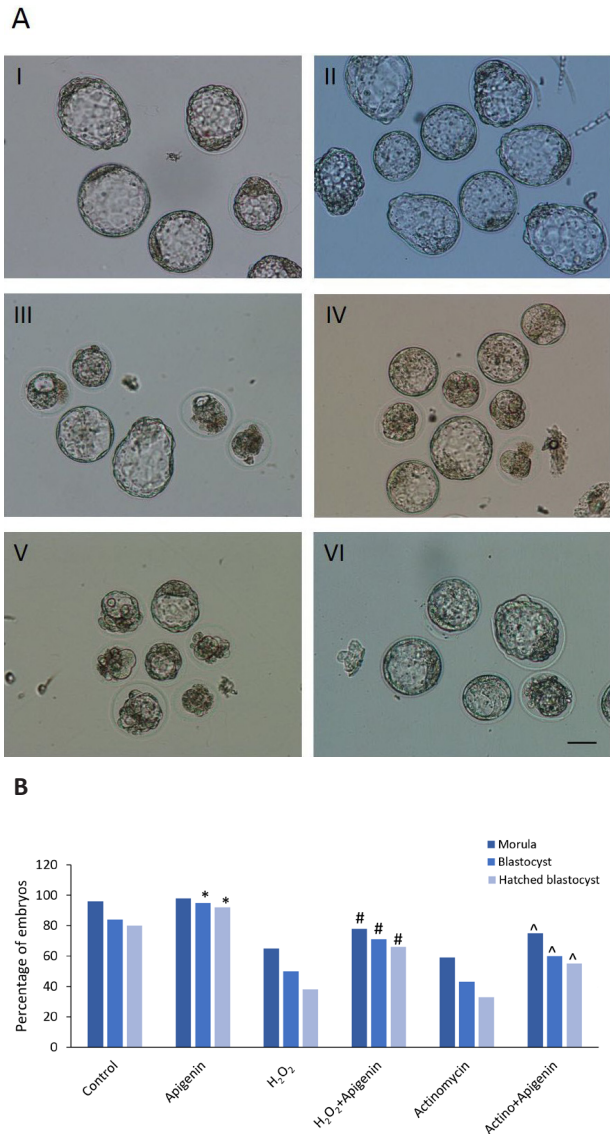 A
I
II
III
IV
V
VI
B
Morula
Blastocyst
Hatched blastocyst
Percentage of embryos
120
100
80
60
40
20
0
* *
# # #
^ ^ ^
Control
Apigenin
H₂O₂
H₂O₂+Apigenin
Actinomycin
Actino+Apigenin